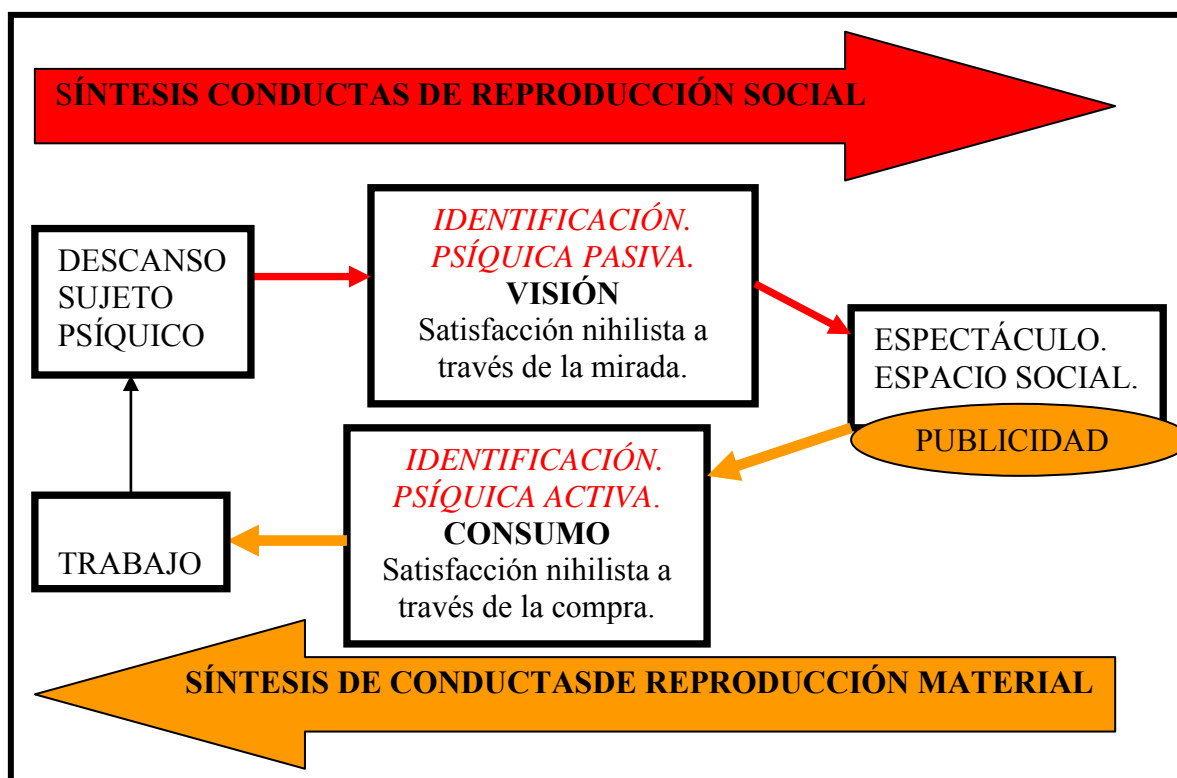 SÍNTESIS CONDUCTAS DE REPRODUCCIÓN SOCIAL
DESCANSO
SUJETO
PSÍQUICO
IDENTIFICACIÓN.
PSÍQUICA PASIVA.
VISIÓN
Satisfacción nihilista a
través de la mirada.
ESPECTÁCULO.
ESPACIO SOCIAL.
PUBLICIDAD
IDENTIFICACIÓN.
PSÍQUICA ACTIVA.
CONSUMO
Satisfacción nihilista a
través de la compra.
TRABAJO
SÍNTESIS DE CONDUCTASDE REPRODUCCIÓN MATERIAL